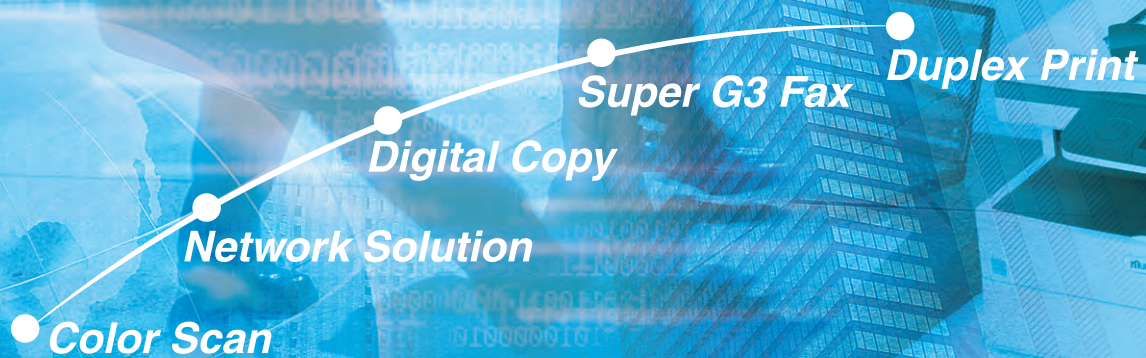 Duplex Print
Super G3 Fax
Digital Copy
Network Solution
Color Scan